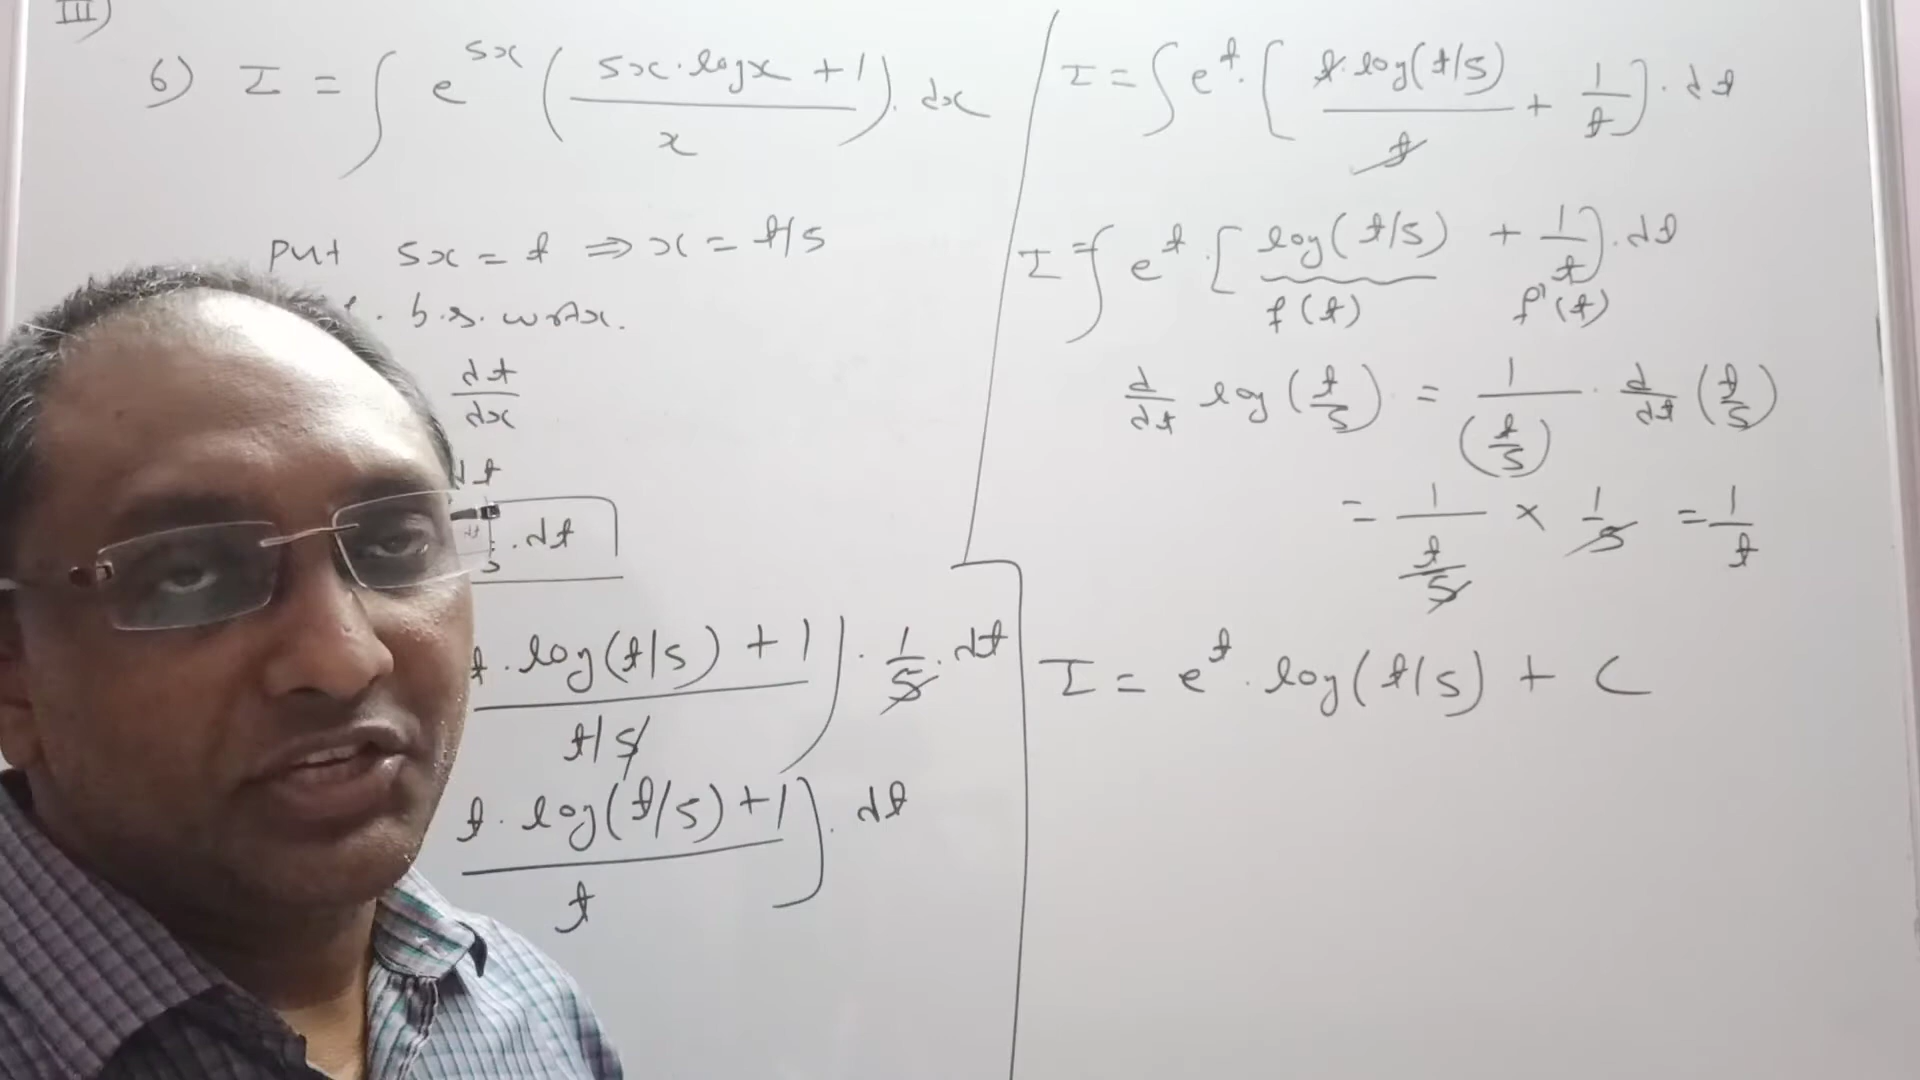 III)
6) I = ∫ e^5x ( (5x·logx + 1) / x ) . dx
put 5x = t ⇒ x = t/5
. b.s. w.r.t.x.
dt/dx
dt
. dt
t · log(t/5) + 1 ) / (t/5) · 1/5 . dt
t · log(t/5) + 1 ] / t . dt
I = ∫ e^t · [ t·log(t/5) / t + 1/t ] . dt
I = ∫ e^t · [ log(t/5) + 1/t ] . dt
f(t) f'(t)
d/dt log (t/5) = 1/(t/5) · d/dt (t/5)
= 1/(t/5) × 1/5 = 1/t
I = e^t · log(t/5) + C